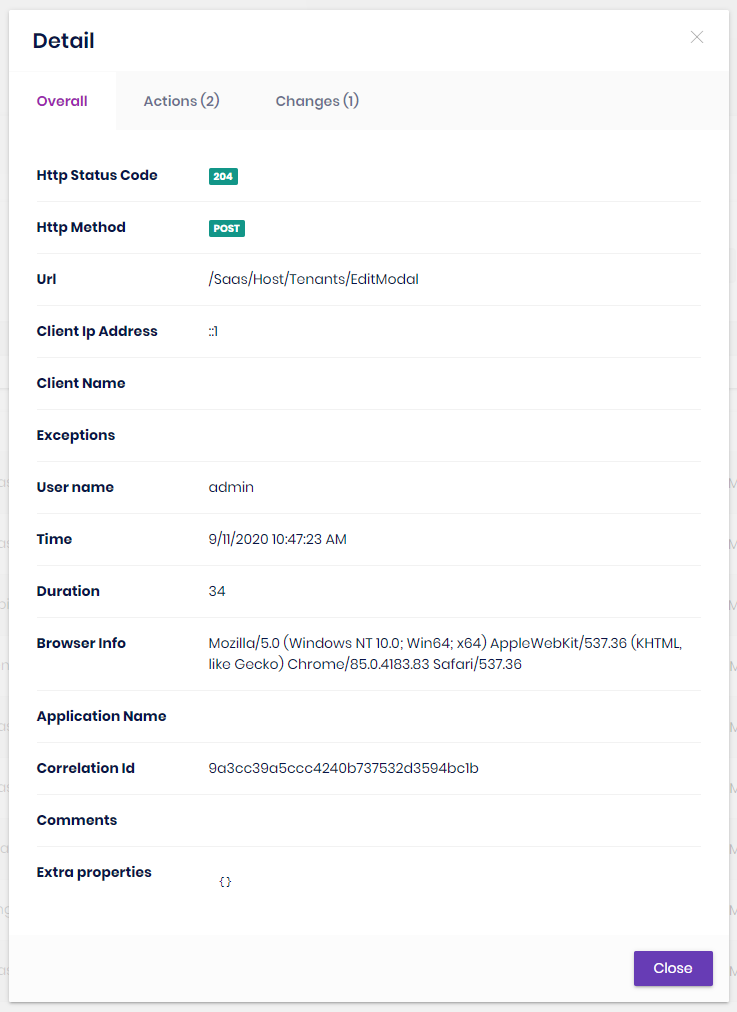 Detail
Overall Actions (2) Changes (1)
Http Status Code 204
Http Method POST
Url /Saas/Host/Tenants/EditModal
Client Ip Address ::1
Client Name
Exceptions
User name admin
Time 9/11/2020 10:47:23 AM
Duration 34
Browser Info Mozilla/5.0 (Windows NT 10.0; Win64; x64) AppleWebKit/537.36 (KHTML,
like Gecko) Chrome/85.0.4183.83 Safari/537.36
Application Name
Correlation Id 9a3cc39a5ccc4240b737532d3594bc1b
Comments
Extra properties {}
Close